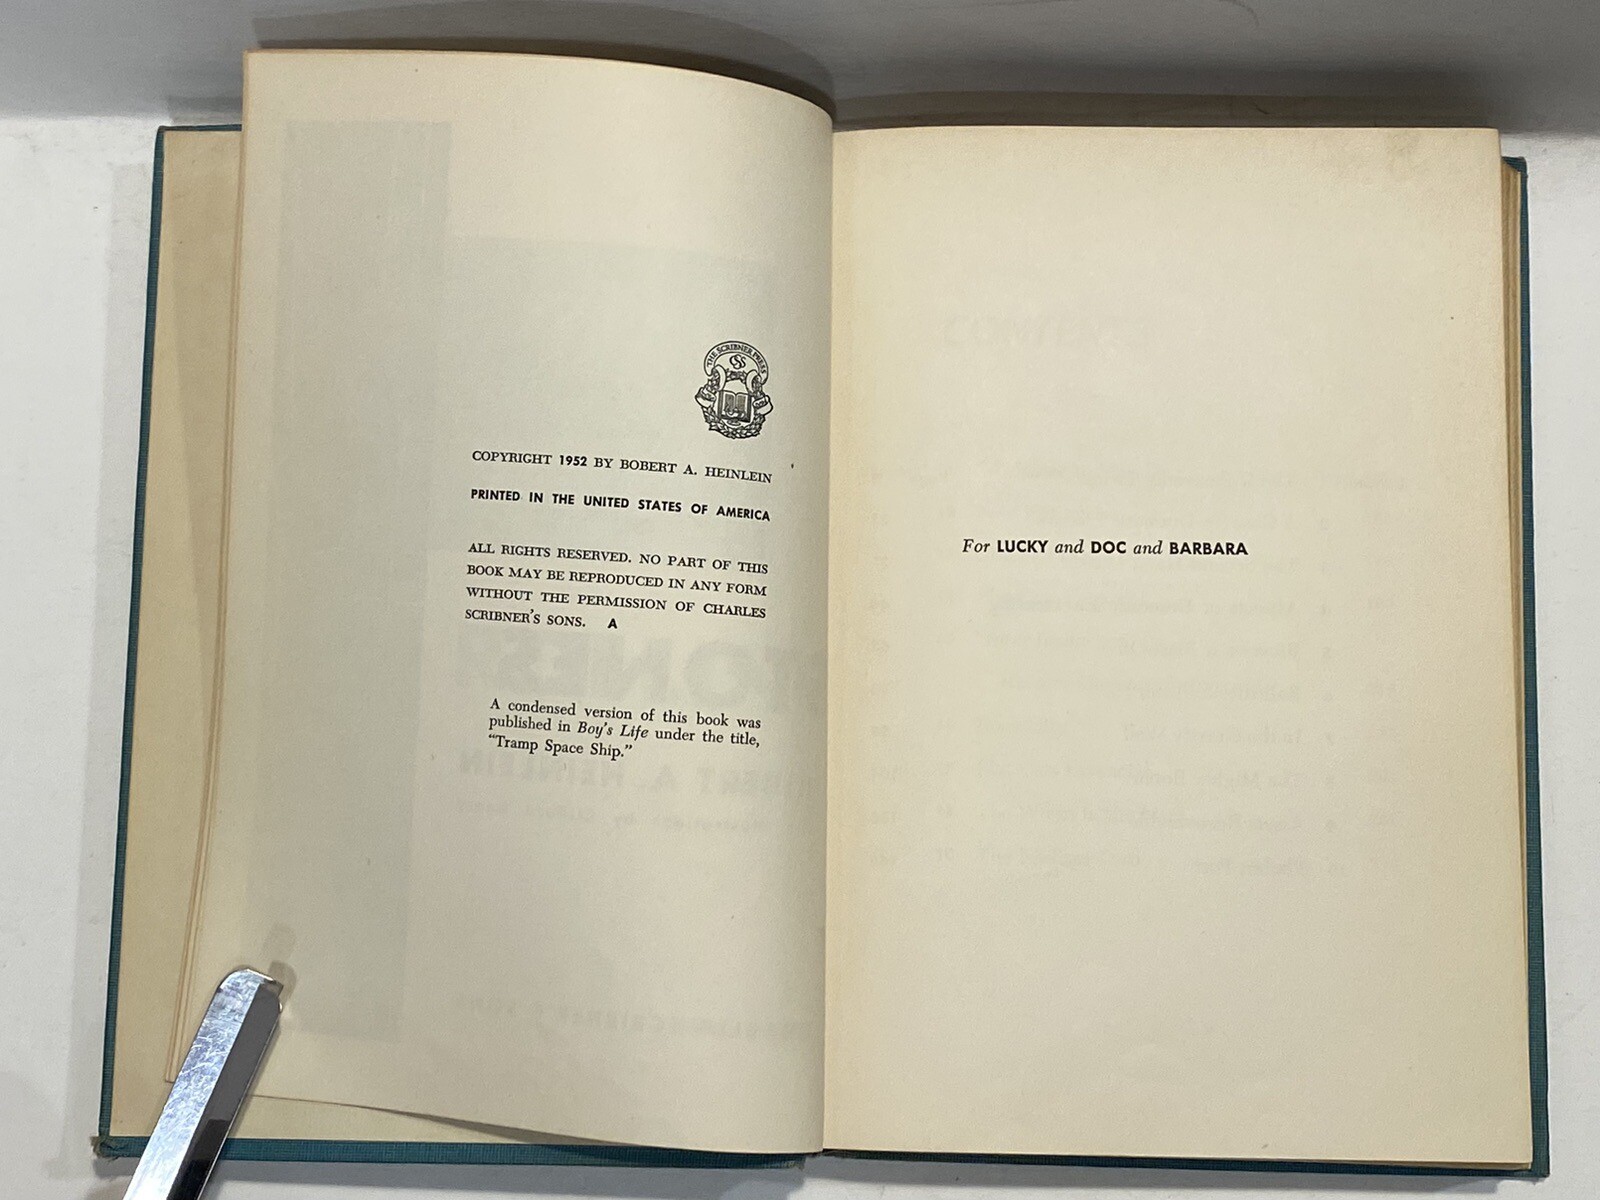 THE SCRIBNER PRESS
CSS
COPYRIGHT 1952 BY BOBERT A. HEINLEIN
PRINTED IN THE UNITED STATES OF AMERICA
ALL RIGHTS RESERVED. NO PART OF THIS
BOOK MAY BE REPRODUCED IN ANY FORM
WITHOUT THE PERMISSION OF CHARLES
SCRIBNER'S SONS. A
A condensed version of this book was
published in Boy's Life under the title,
"Tramp Space Ship."
For LUCKY and DOC and BARBARA